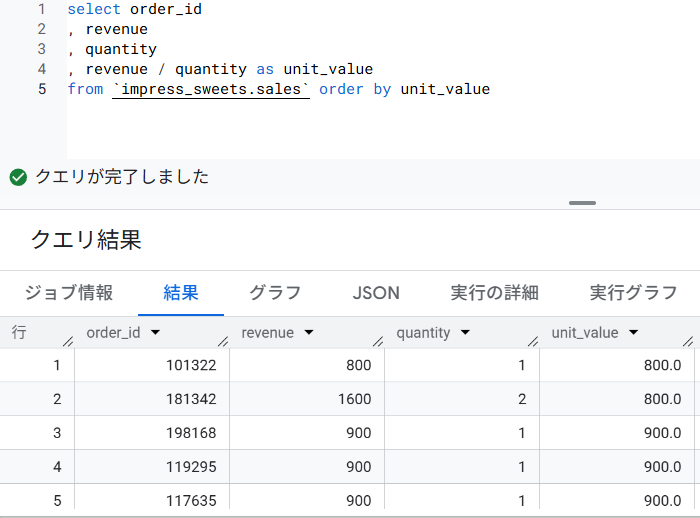 1 select order_id
2 , revenue
3 , quantity
4 , revenue / quantity as unit_value
5 from `impress_sweets.sales` order by unit_value
クエリが完了しました
クエリ結果
ジョブ情報 結果 グラフ JSON 実行の詳細 実行グラフ
行 order_id revenue quantity unit_value
1 101322 800 1 800.0
2 181342 1600 2 800.0
3 198168 900 1 900.0
4 119295 900 1 900.0
5 117635 900 1 900.0